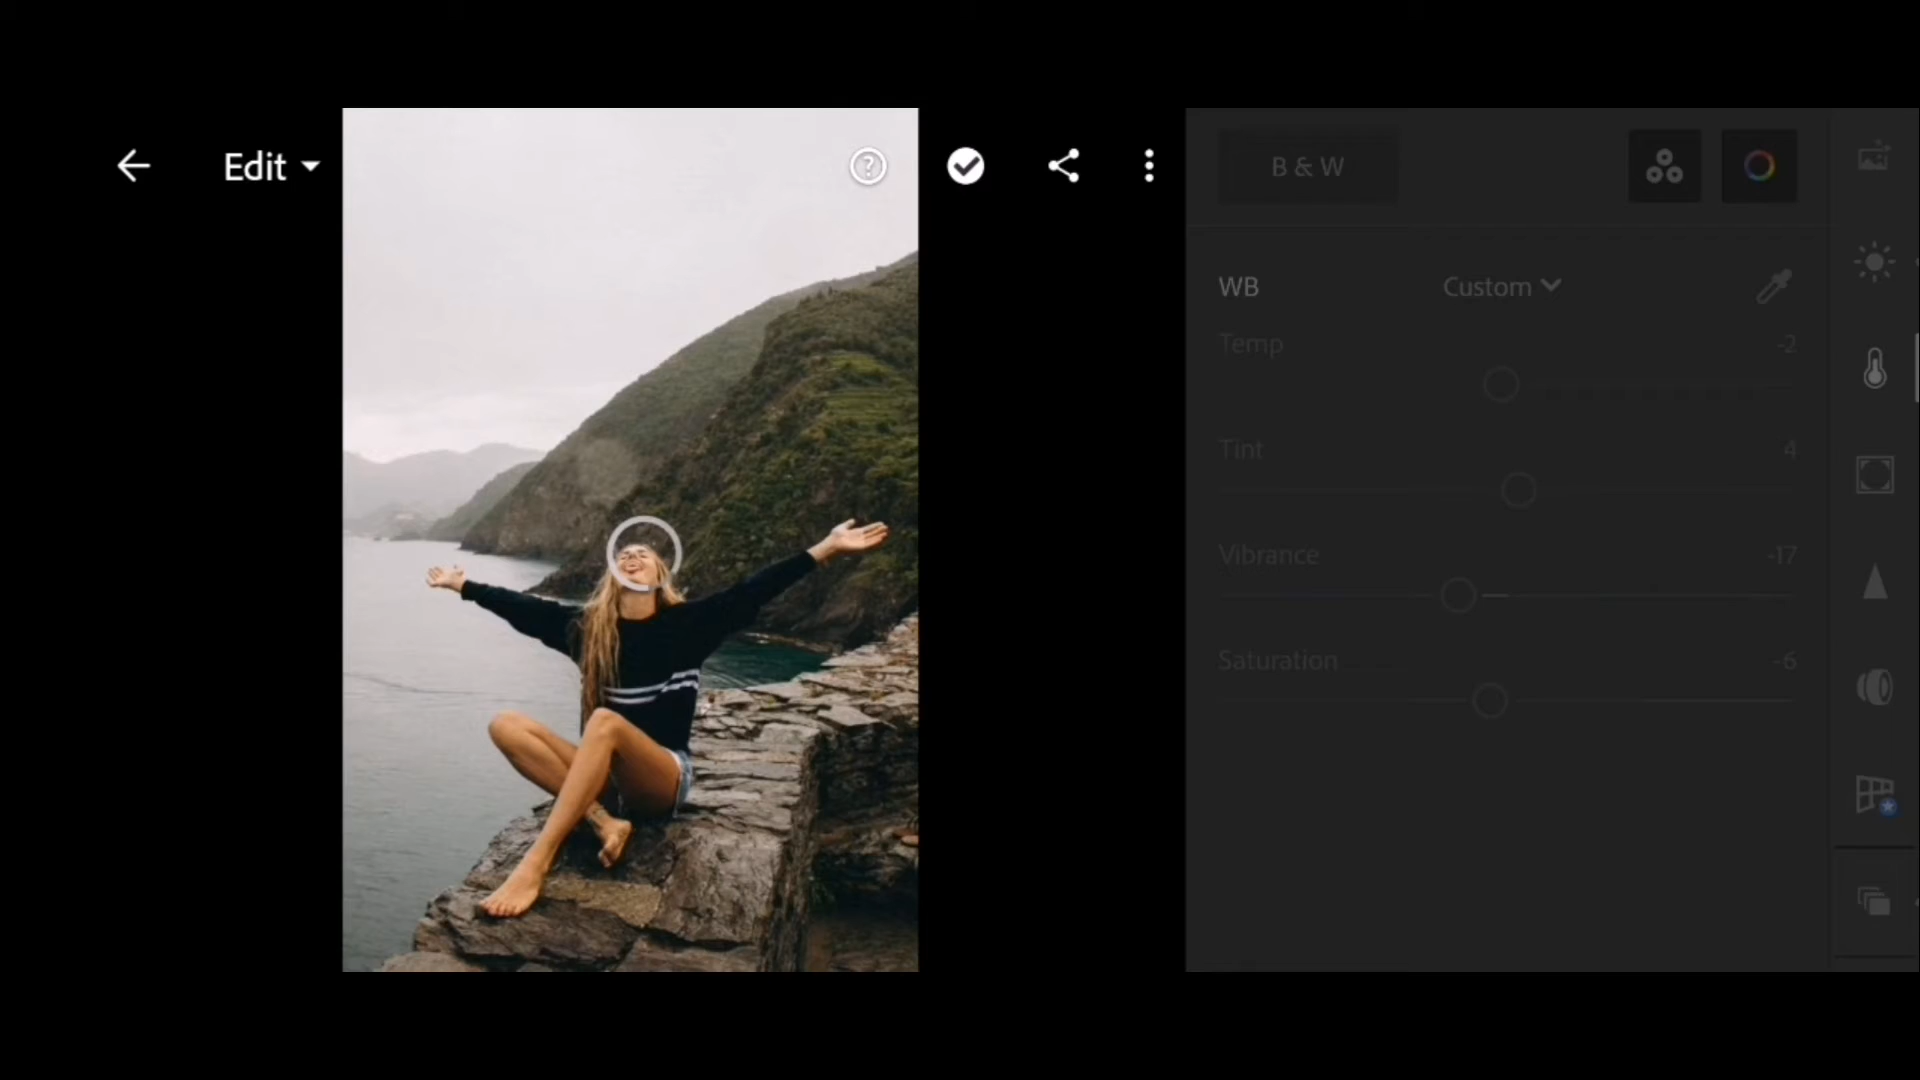 Edit
B & W
WB Custom
Temp -2
Tint 4
Vibrance -17
Saturation -6